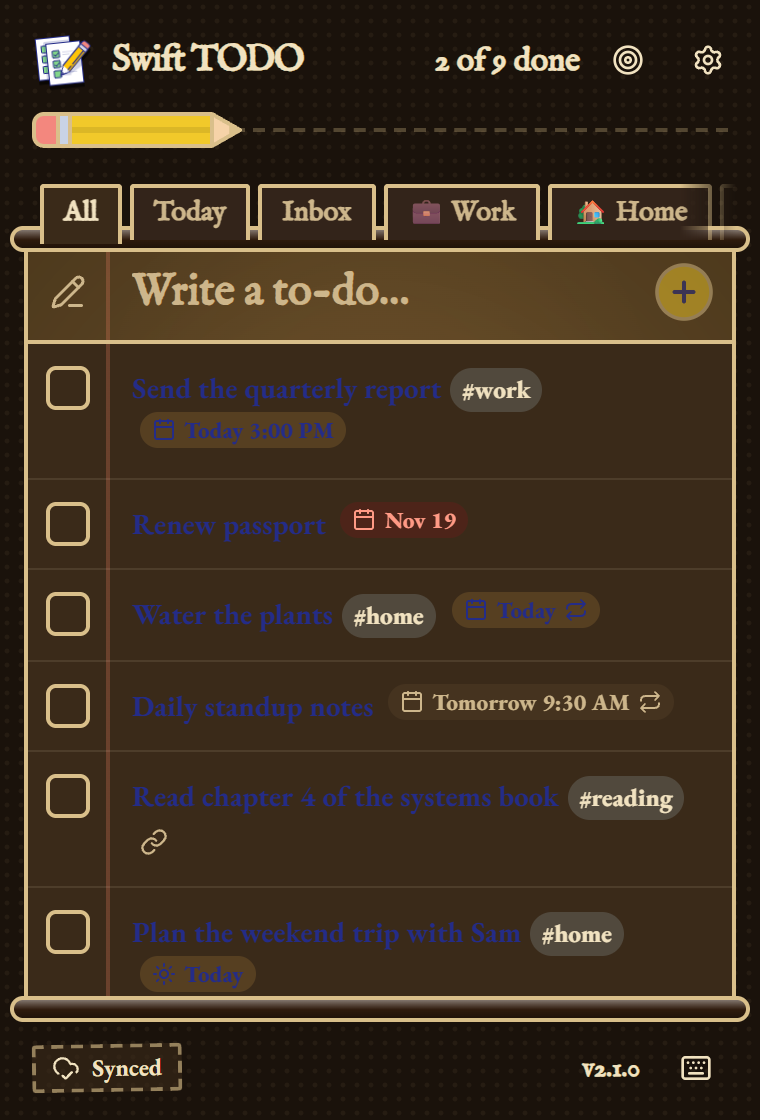 Swift TODO
2 of 9 done
All Today Inbox Work Home
Write a to-do...
Send the quarterly report #work
Today 3:00 PM
Renew passport Nov 19
Water the plants #home Today
Daily standup notes Tomorrow 9:30 AM
Read chapter 4 of the systems book #reading
Plan the weekend trip with Sam #home
Today
Synced
v2.1.0